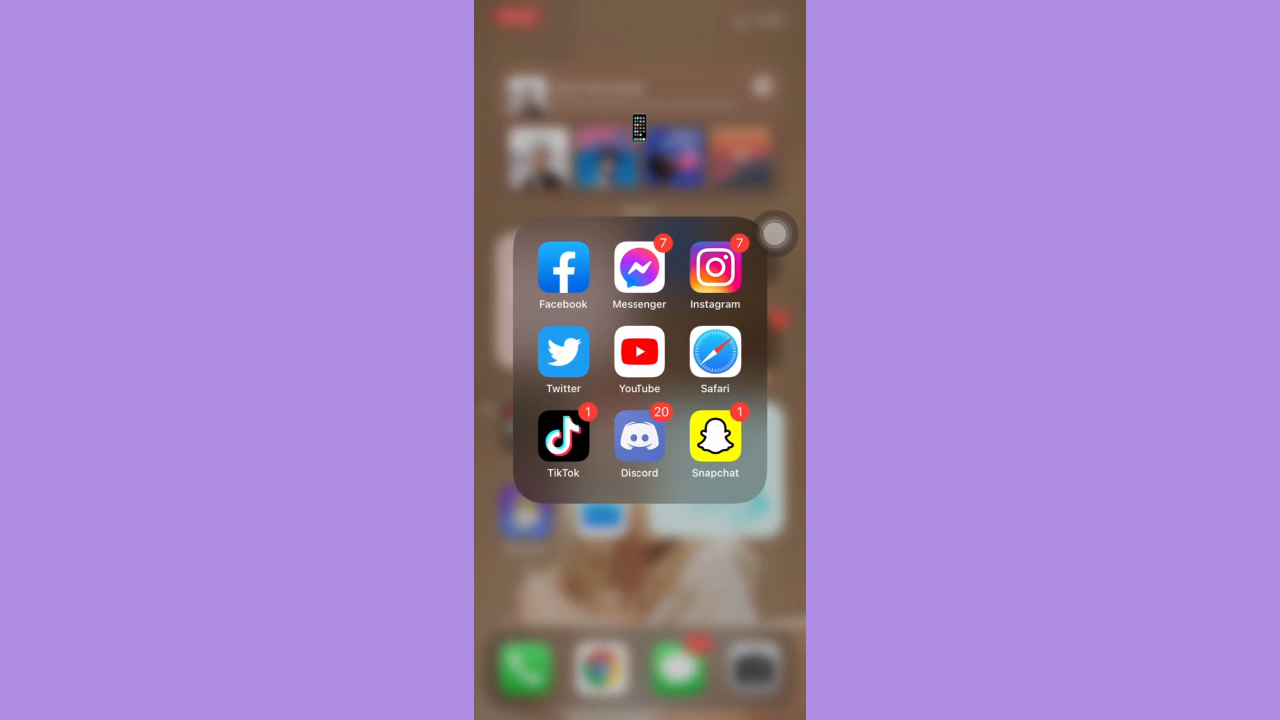 7 7
Facebook Messenger Instagram
Twitter YouTube Safari
1 20 1
TikTok Discord Snapchat